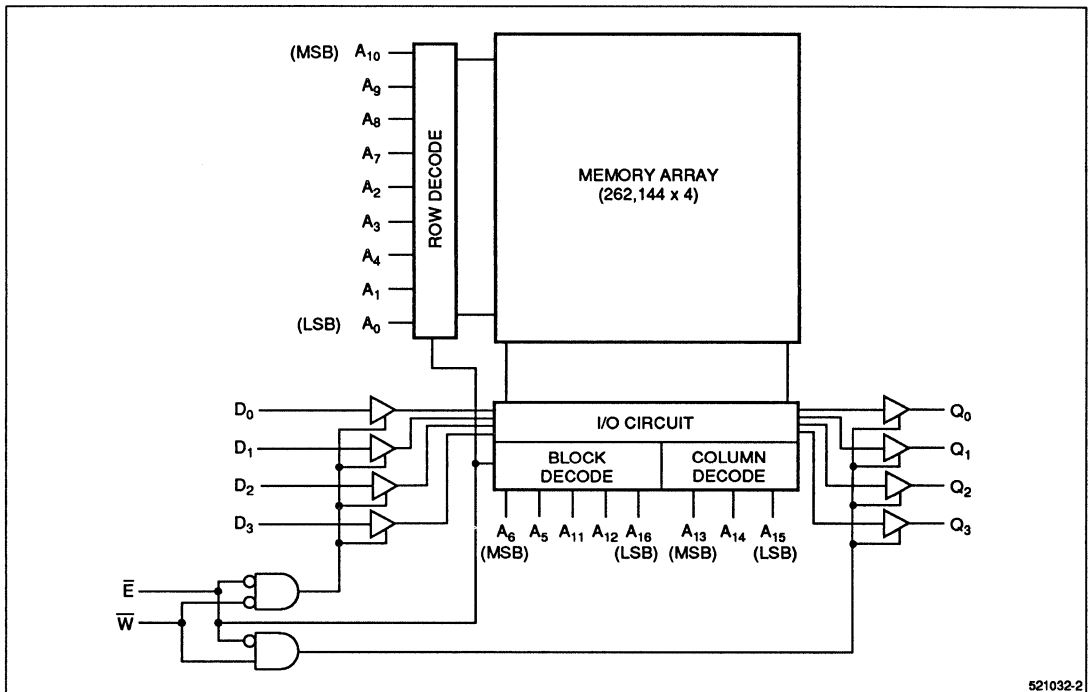 (MSB) A10
A9
A8
A7
A2
A3
A4
A1
(LSB) A0
ROW DECODE
MEMORY ARRAY
(262,144 x 4)
D0
D1
D2
D3
I/O CIRCUIT
BLOCK
DECODE
COLUMN
DECODE
Q0
Q1
Q2
Q3
A6 A5 A11 A12 A16 A13 A14 A15
(MSB) (LSB) (MSB) (LSB)
E̅
W̅
521032-2